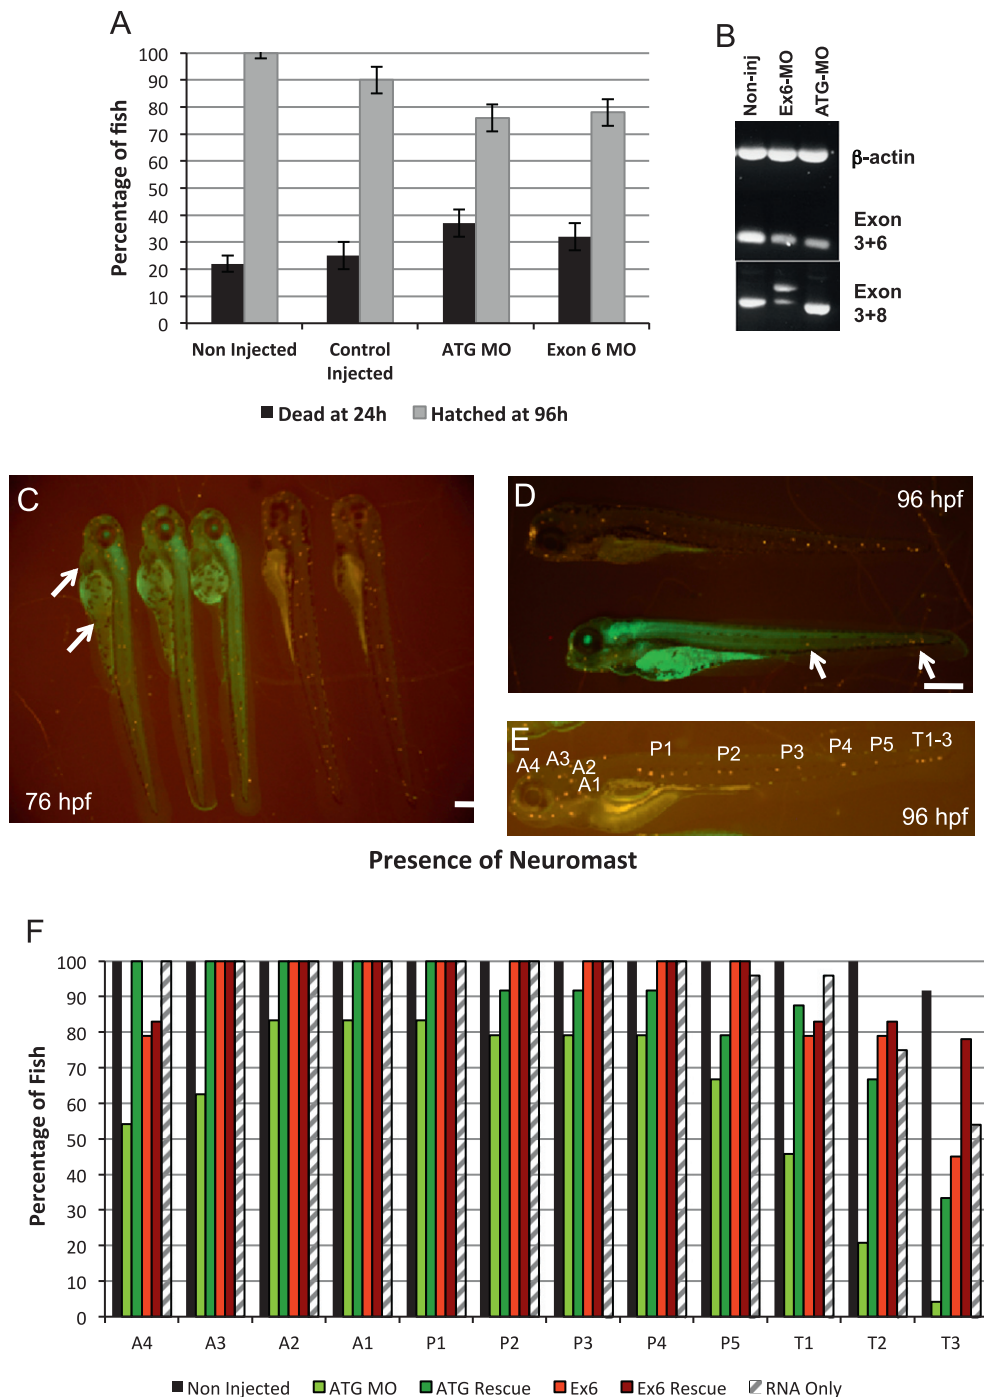 A
Percentage of fish
100
90
80
70
60
50
40
30
20
10
0
Non Injected
Control
Injected
ATG MO
Exon 6 MO
Dead at 24h
Hatched at 96h
B
Non-inj
Ex6-MO
ATG-MO
β-actin
Exon
3+6
Exon
3+8
C
76 hpf
D
96 hpf
E
A4
A3
A2
A1
P1
P2
P3
P4
P5
T1-3
96 hpf
Presence of Neuromast
F
Percentage of Fish
100
90
80
70
60
50
40
30
20
10
0
A4 A3 A2 A1 P1 P2 P3 P4 P5 T1 T2 T3
Non Injected ATG MO ATG Rescue Ex6 Ex6 Rescue RNA Only